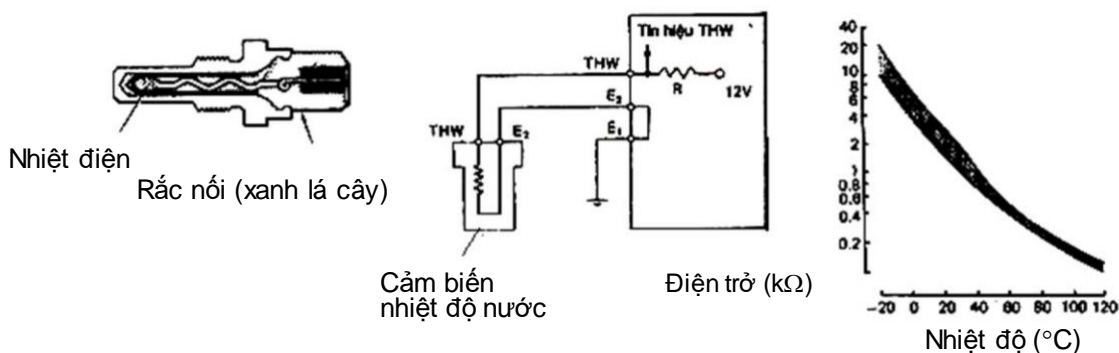 Nhiệt điện
Rắc nối (xanh lá cây)
THW
E₂
Cảm biến
nhiệt độ nước
Tín hiệu THW
THW
R
12V
E₂
E₁
Điện trở (kΩ)
40
20
10
8
6
4
2
1
0.8
0.6
0.4
0.2
-20 0 20 40 60 80 100 120
Nhiệt độ (°C)